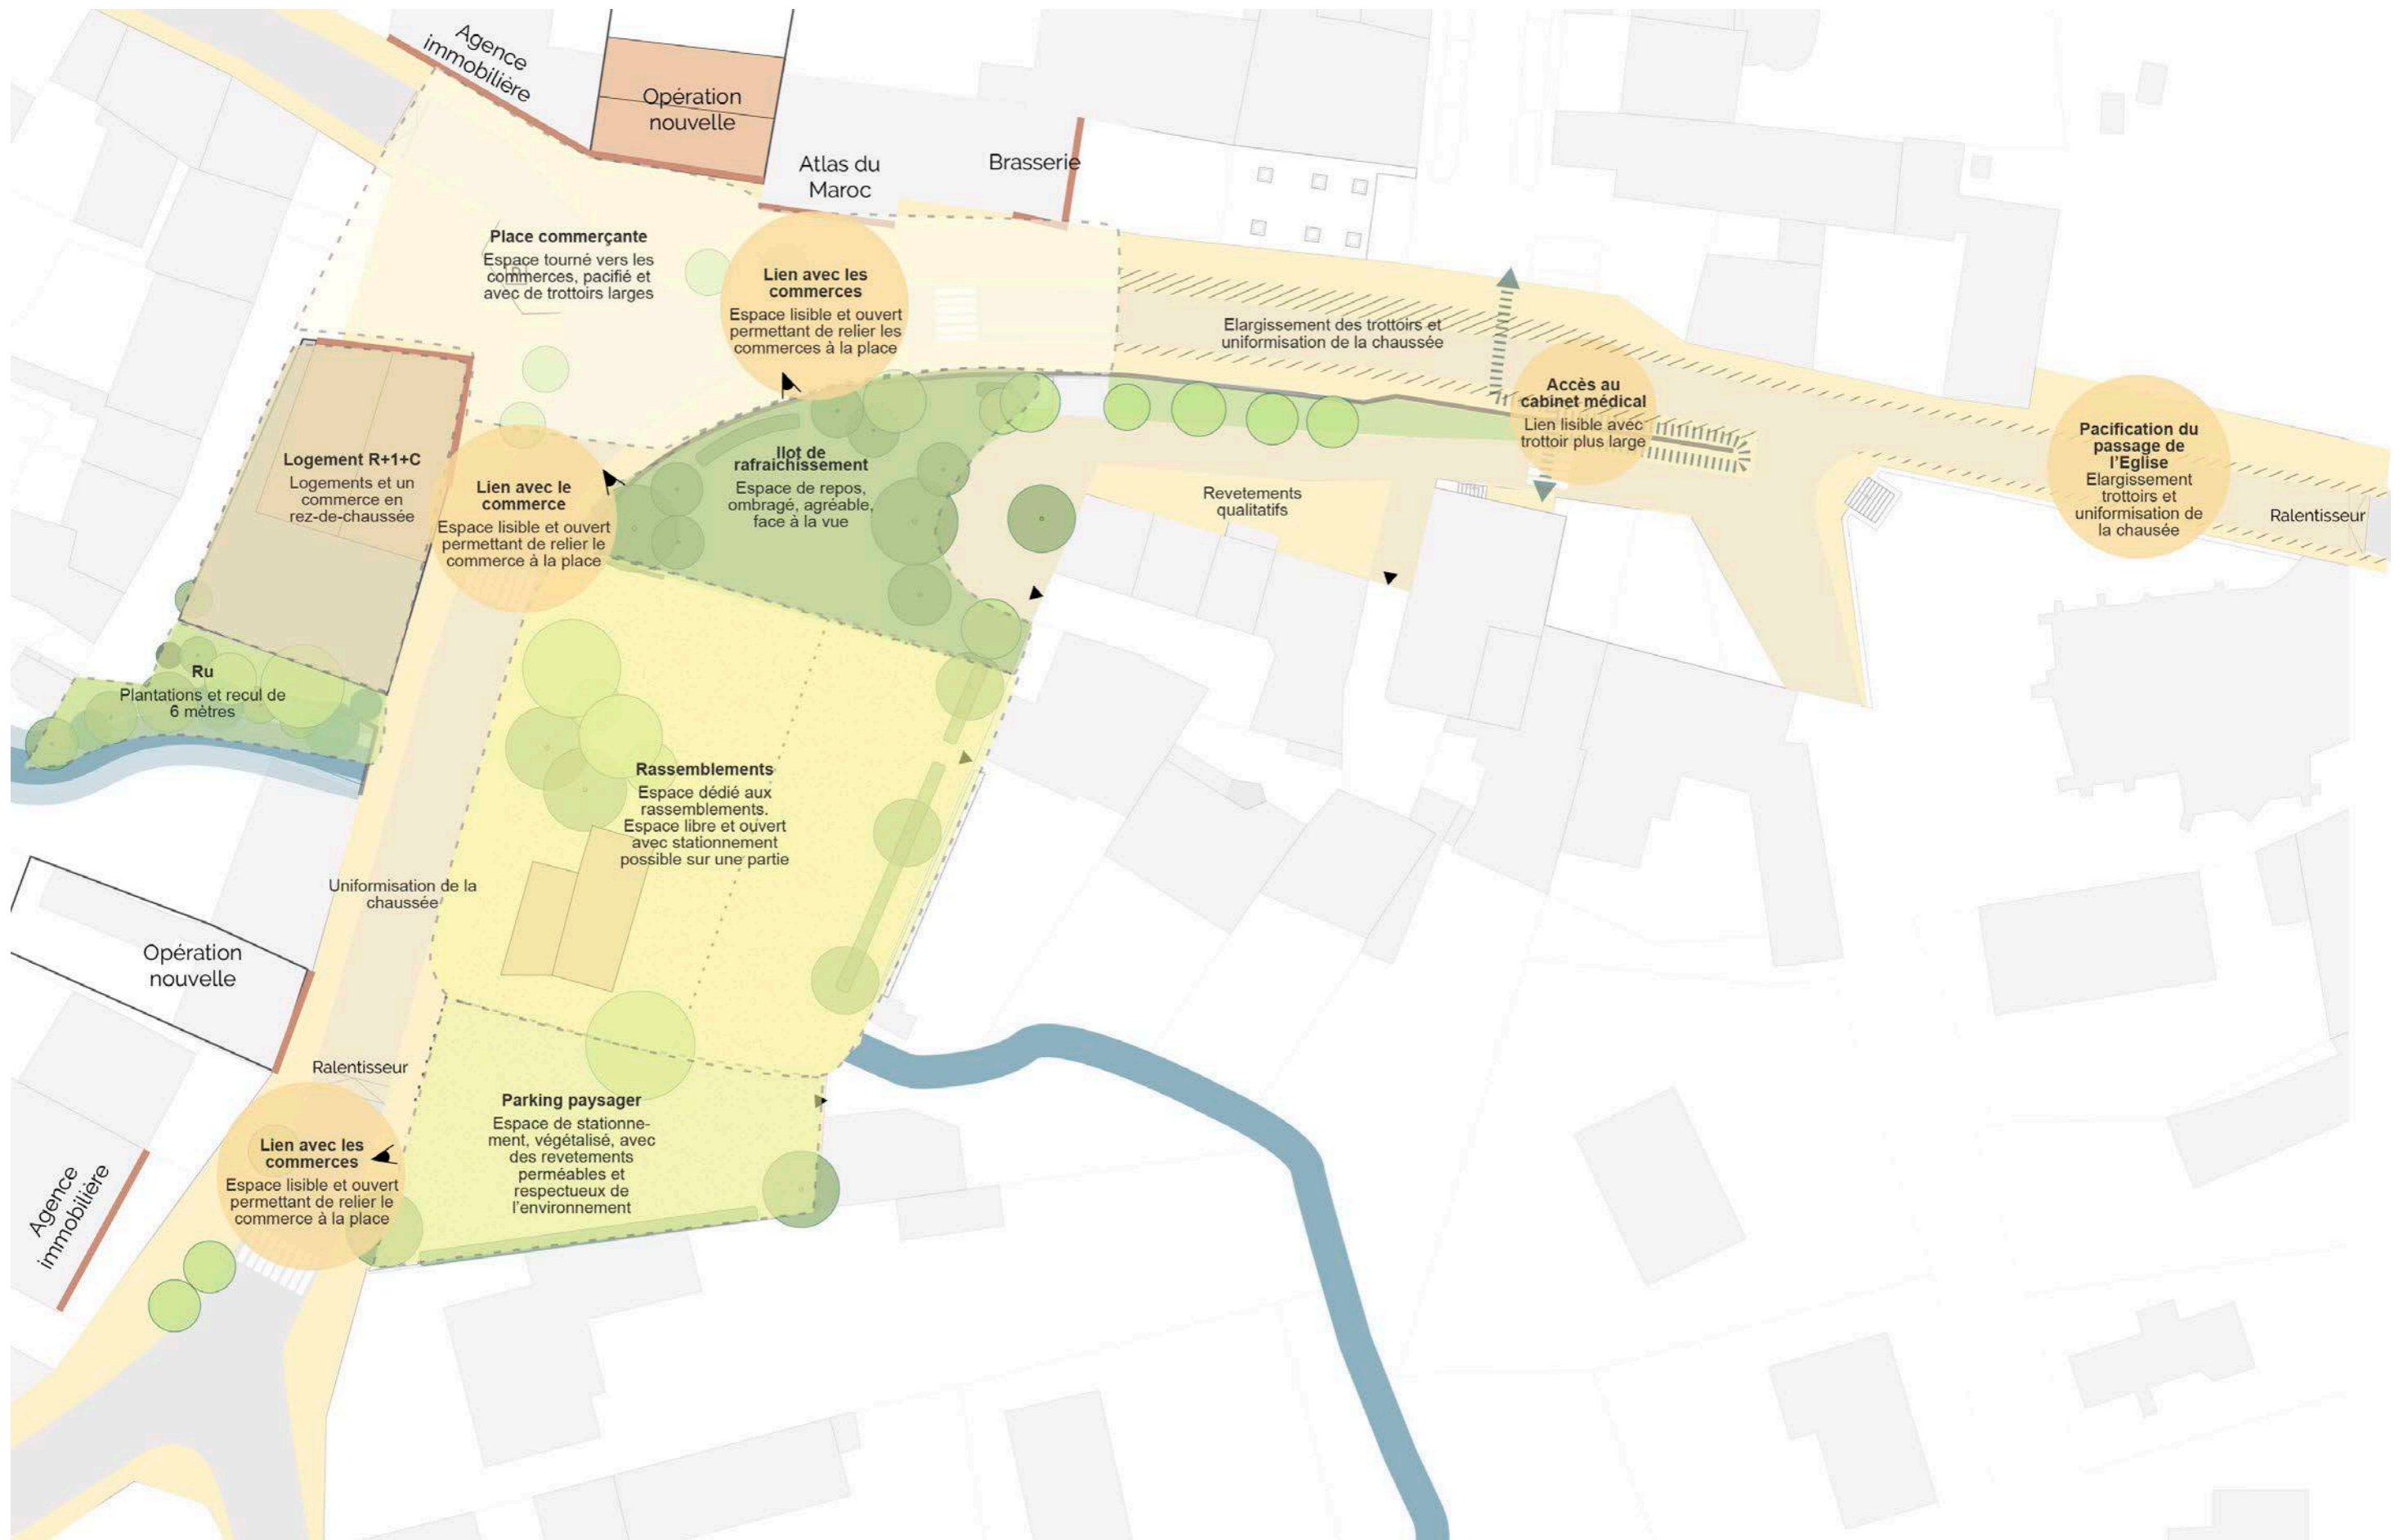 Agence
immobilière
Opération
nouvelle
Atlas du
Maroc
Brasserie
Place commerçante
Espace tourné vers les
commerces, pacifié et
avec de trottoirs larges
Lien avec les
commerces
Espace lisible et ouvert
permettant de relier les
commerces à la place
Elargissement des trottoirs et
uniformisation de la chaussée
Accès au
cabinet médical
Lien lisible avec
trottoir plus large
Pacification du
passage de
l'Eglise
Elargissement
trottoirs et
uniformisation de
la chausée
Ralentisseur
Logement R+1+C
Logements et un
commerce en
rez-de-chaussée
Lien avec le
commerce
Espace lisible et ouvert
permettant de relier le
commerce à la place
Ilot de
rafraichissement
Espace de repos,
ombragé, agréable,
face à la vue
Revetements
qualitatifs
Ru
Plantations et recul de
6 mètres
Rassemblements
Espace dédié aux
rassemblements.
Espace libre et ouvert
avec stationnement
possible sur une partie
Uniformisation de la
chaussée
Opération
nouvelle
Ralentisseur
Parking paysager
Espace de stationne-
ment, végétalisé, avec
des revetements
perméables et
respectueux de
l'environnement
Lien avec les
commerces
Espace lisible et ouvert
permettant de relier le
commerce à la place
Agence
immobilière